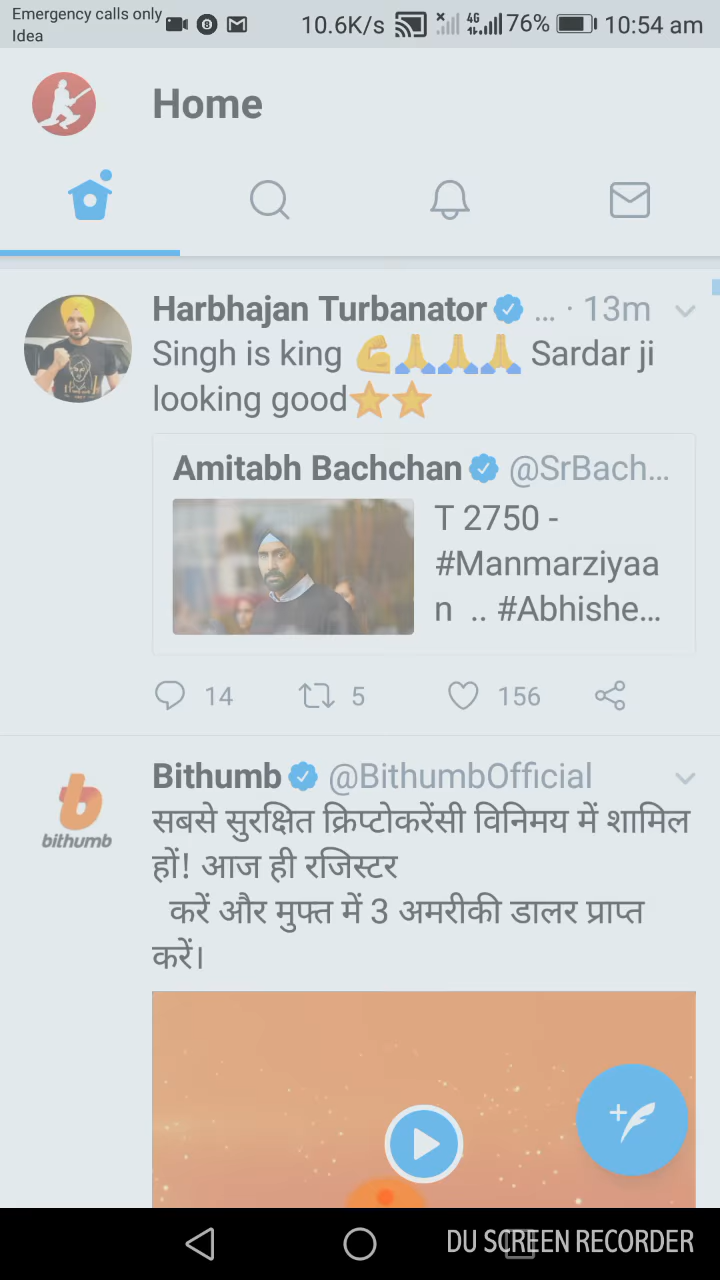 Emergency calls only
Idea
10.6K/s 4G 76% 10:54 am
Home
Harbhajan Turbanator ... · 13m
Singh is king 💪🙏🙏🙏 Sardar ji
looking good⭐⭐
Amitabh Bachchan @SrBach...
T 2750 -
#Manmarziyaa
n .. #Abhishe...
14 5 156
Bithumb @BithumbOfficial
bithumb
सबसे सुरक्षित क्रिप्टोकरेंसी विनिमय में शामिल
हों! आज ही रजिस्टर
करें और मुफ्त में 3 अमरीकी डालर प्राप्त
करें।
DU SCREEN RECORDER